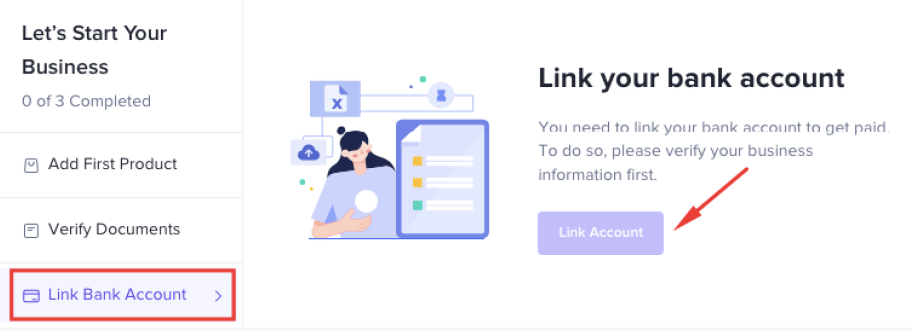 Let's Start Your
Business
0 of 3 Completed
Add First Product
Verify Documents
Link Bank Account
X
Link your bank account
You need to link your bank account to get paid.
To do so, please verify your business
information first.
Link Account